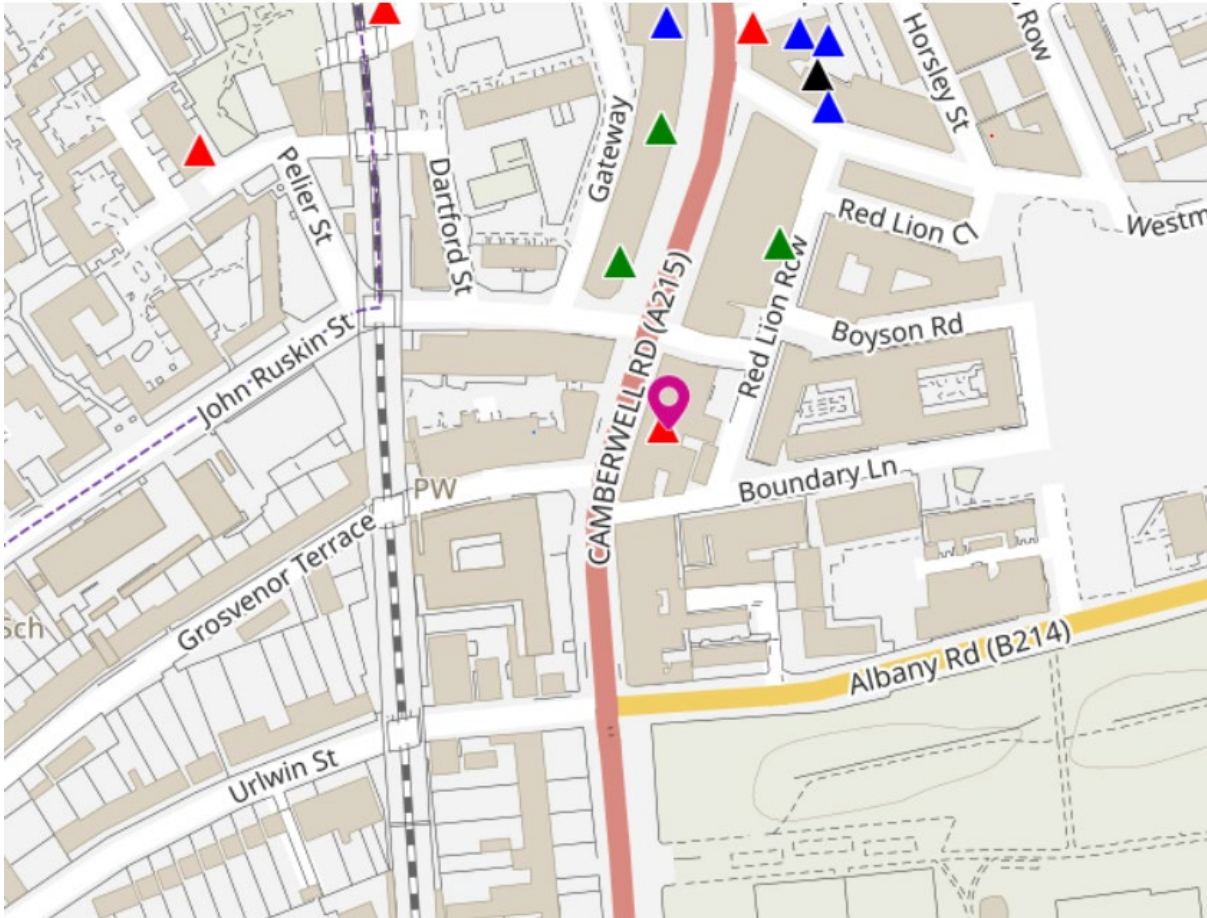 Horsley St
Row
Gateway
Pelier St
Dartford St
Red Lion Ct
Westm
CAMBERWELL RD (A215)
Red Lion Row
Boyson Rd
John Ruskin St
PW
Boundary Ln
Grosvenor Terrace
Sch
Albany Rd (B214)
Urlwin St